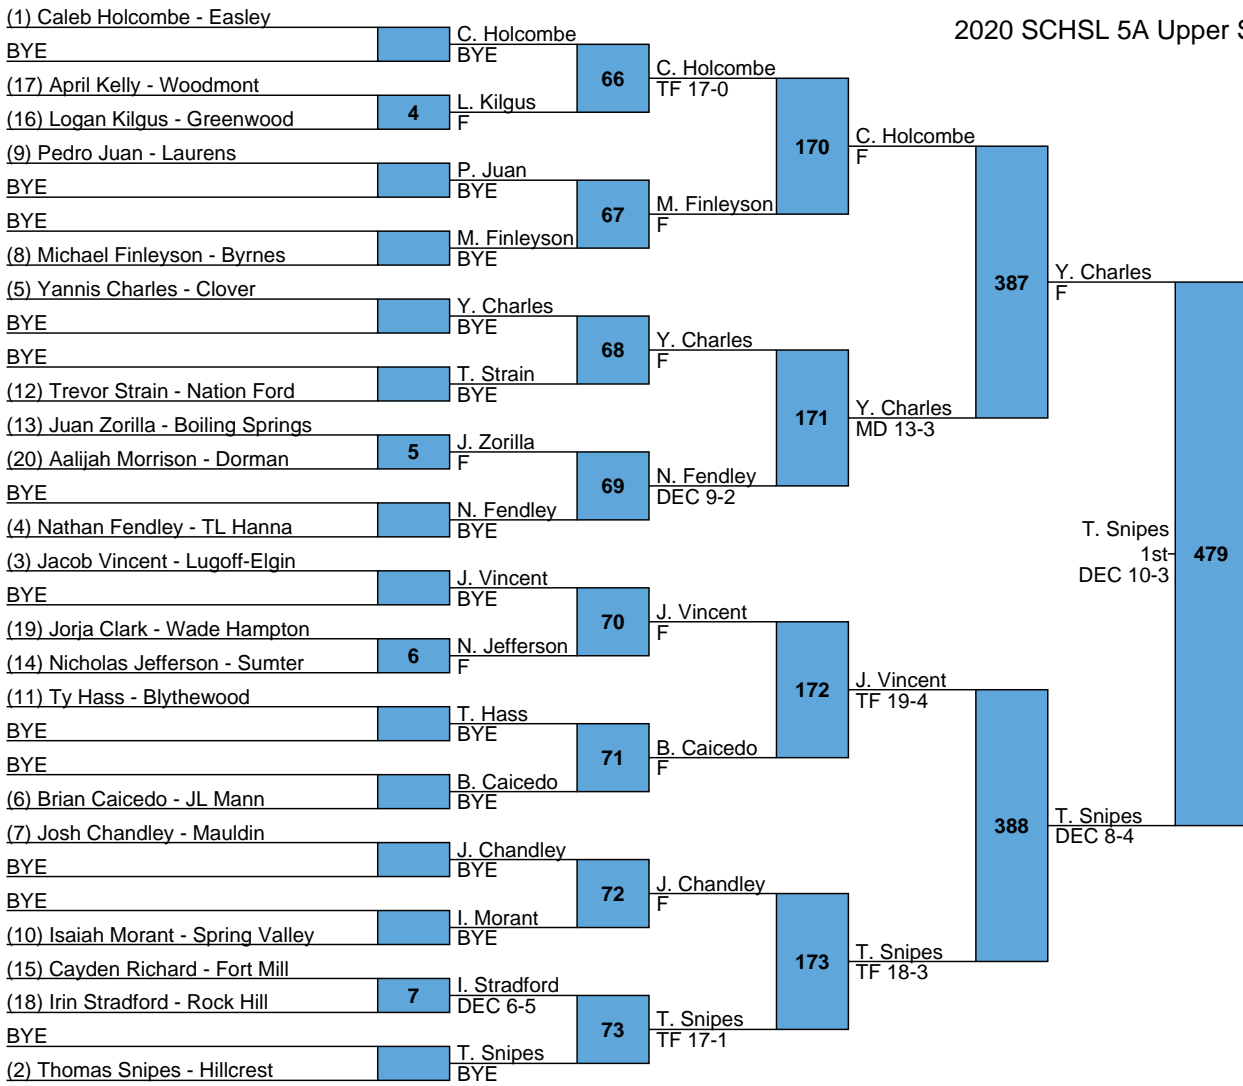 2020 SCHSL 5A Upper S
(1) Caleb Holcombe - Easley
BYE
(17) April Kelly - Woodmont
(16) Logan Kilgus - Greenwood
(9) Pedro Juan - Laurens
BYE
BYE
(8) Michael Finleyson - Byrnes
(5) Yannis Charles - Clover
BYE
BYE
(12) Trevor Strain - Nation Ford
(13) Juan Zorilla - Boiling Springs
(20) Aalijah Morrison - Dorman
BYE
(4) Nathan Fendley - TL Hanna
(3) Jacob Vincent - Lugoff-Elgin
BYE
(19) Jorja Clark - Wade Hampton
(14) Nicholas Jefferson - Sumter
(11) Ty Hass - Blythewood
BYE
BYE
(6) Brian Caicedo - JL Mann
(7) Josh Chandley - Mauldin
BYE
BYE
(10) Isaiah Morant - Spring Valley
(15) Cayden Richard - Fort Mill
(18) Irin Stradford - Rock Hill
BYE
(2) Thomas Snipes - Hillcrest
4
5
6
7
C. Holcombe
BYE
L. Kilgus
F
P. Juan
BYE
M. Finleyson
BYE
Y. Charles
BYE
T. Strain
BYE
J. Zorilla
F
N. Fendley
BYE
J. Vincent
BYE
N. Jefferson
F
T. Hass
BYE
B. Caicedo
BYE
J. Chandley
BYE
I. Morant
BYE
I. Stradford
DEC 6-5
T. Snipes
BYE
66
67
68
69
70
71
72
73
C. Holcombe
TF 17-0
M. Finleyson
F
Y. Charles
F
N. Fendley
DEC 9-2
J. Vincent
F
B. Caicedo
F
J. Chandley
F
T. Snipes
TF 17-1
170
171
172
173
C. Holcombe
F
Y. Charles
MD 13-3
J. Vincent
TF 19-4
T. Snipes
TF 18-3
387
388
Y. Charles
F
T. Snipes
DEC 8-4
T. Snipes
1st
DEC 10-3
479